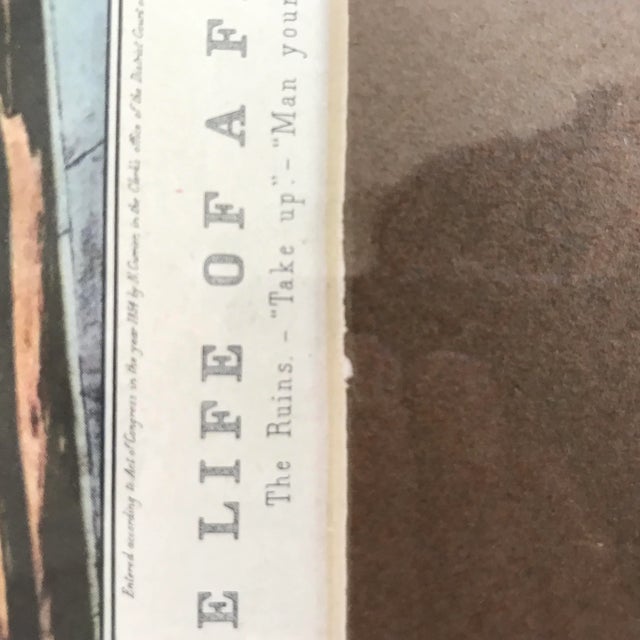 Entered according to Act of Congress in the year 1854 by N. Currier, in the Clerk's office of the District Court
E LIFE OF A F
The Ruins. – "Take up." – "Man your